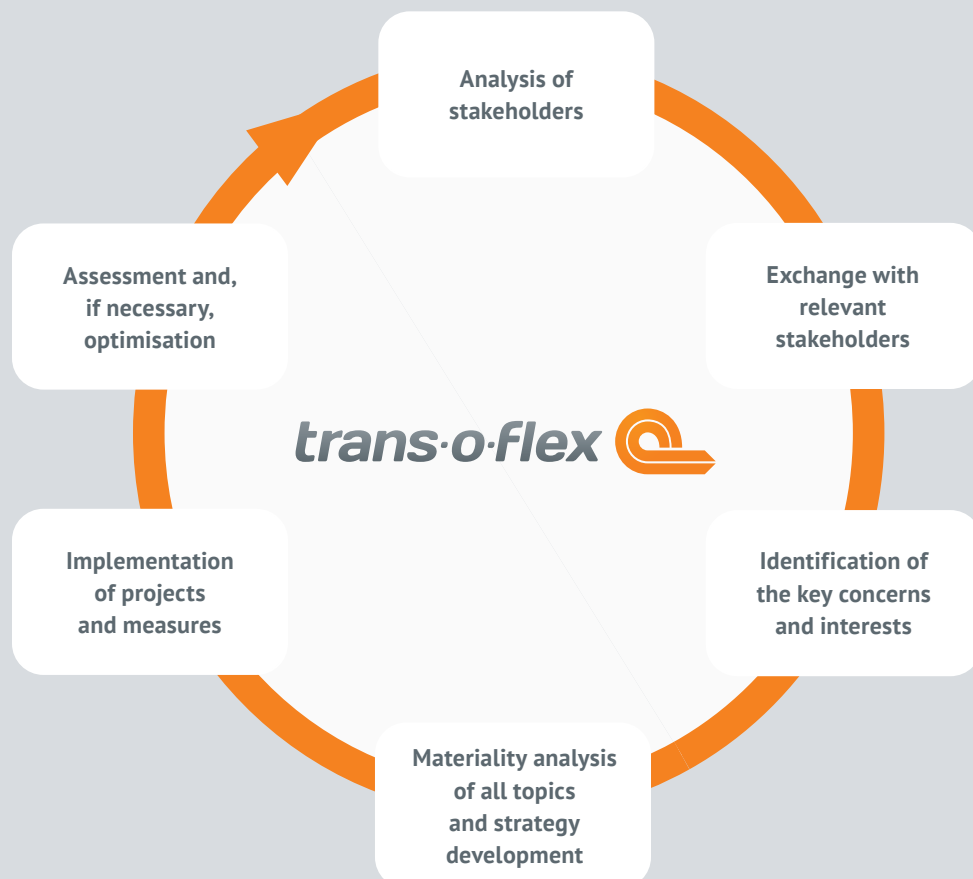 Analysis of
stakeholders
Exchange with
relevant
stakeholders
Identification of
the key concerns
and interests
Materiality analysis
of all topics
and strategy
development
Implementation
of projects
and measures
Assessment and,
if necessary,
optimisation
trans·o·flex